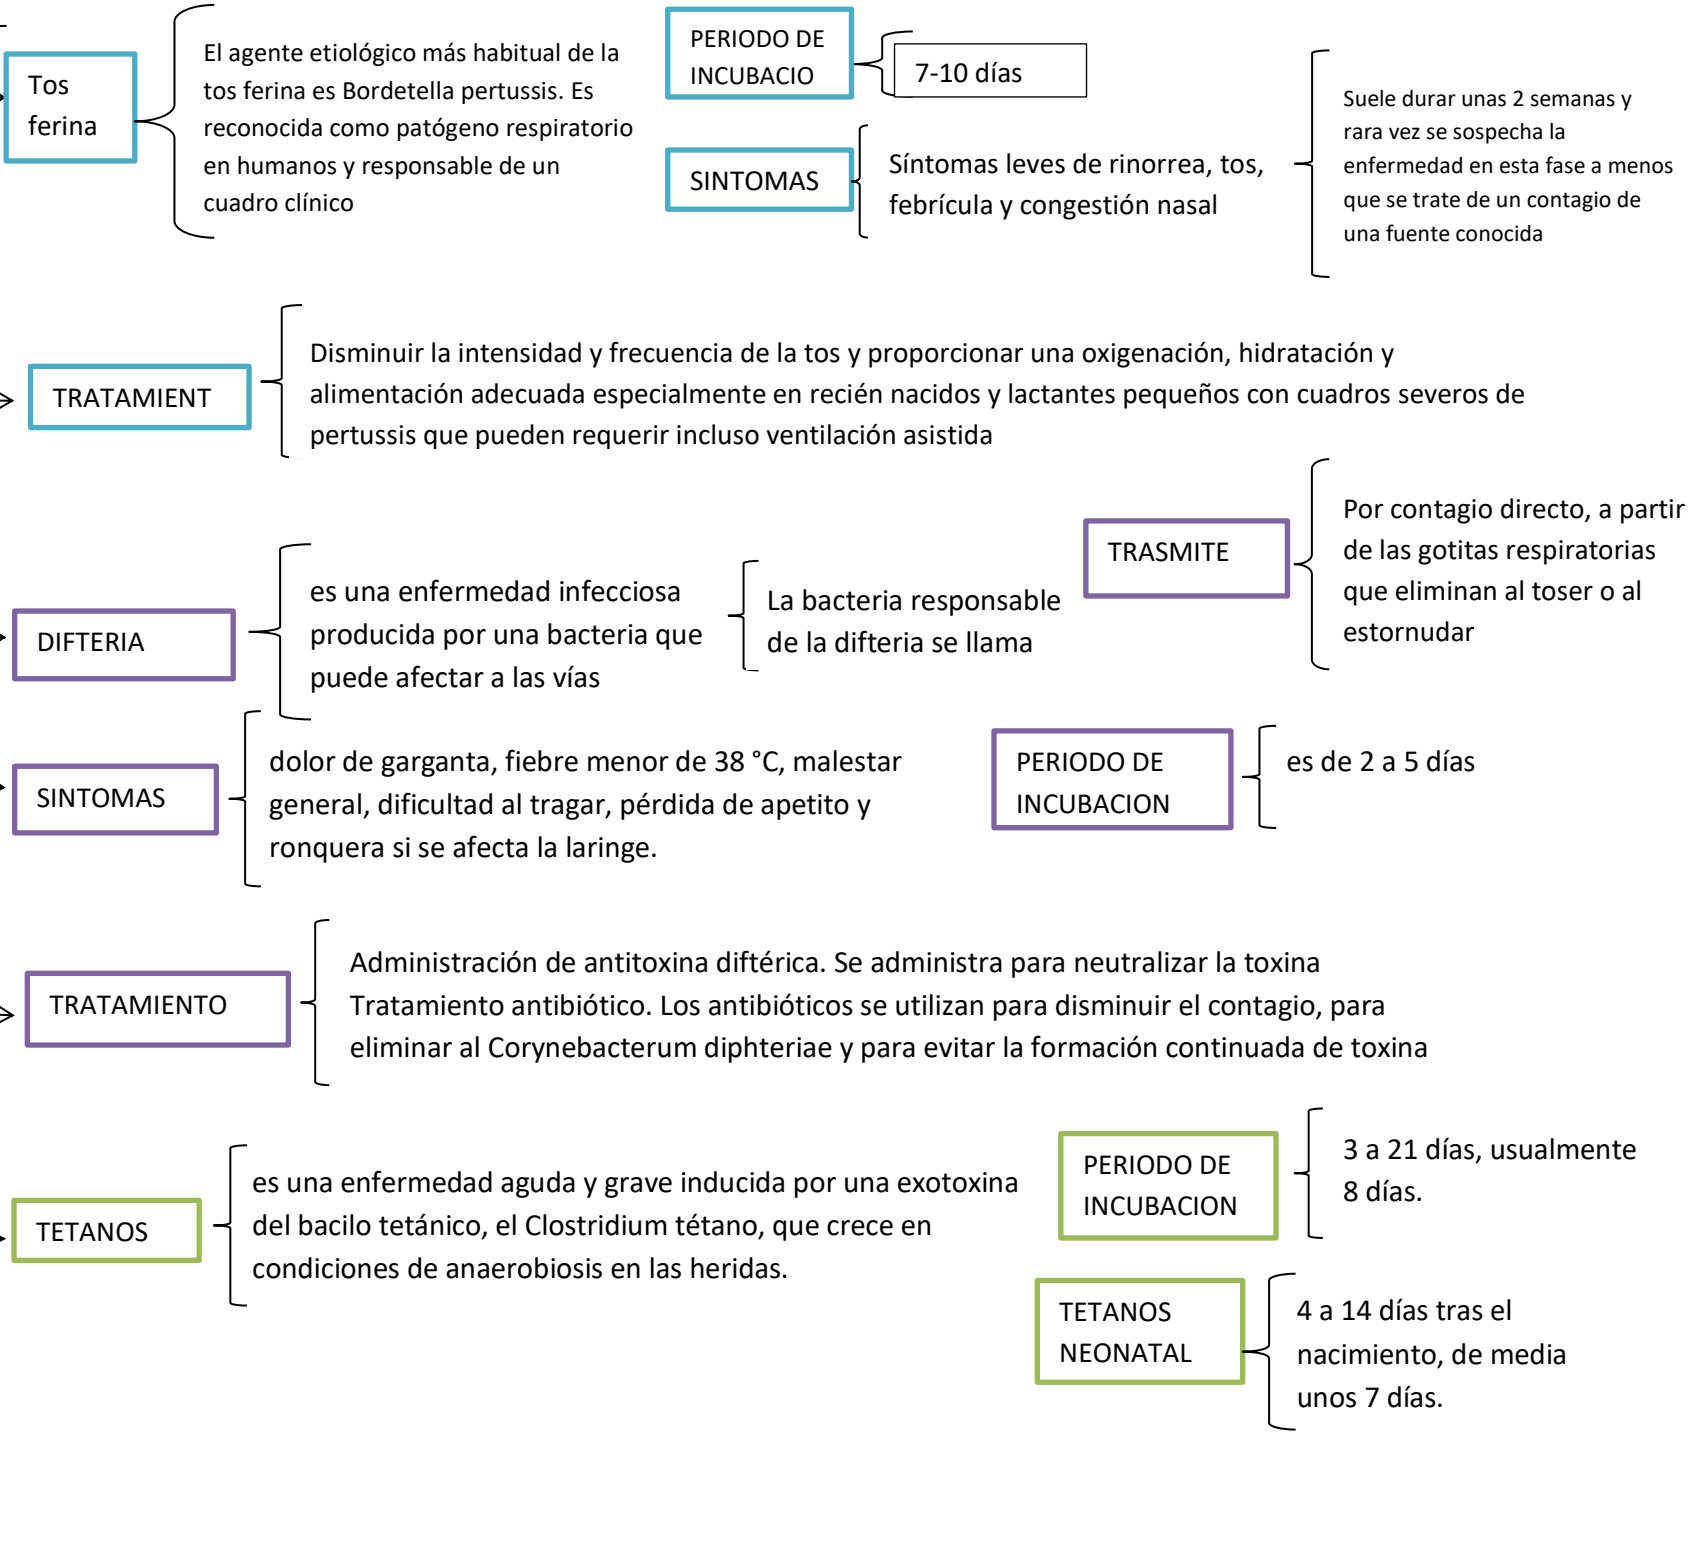 Tos
ferina
El agente etiológico más habitual de la
tos ferina es Bordetella pertussis. Es
reconocida como patógeno respiratorio
en humanos y responsable de un
cuadro clínico
PERIODO DE
INCUBACIO
7-10 días
SINTOMAS
Síntomas leves de rinorrea, tos,
febrícula y congestión nasal
Suele durar unas 2 semanas y
rara vez se sospecha la
enfermedad en esta fase a menos
que se trate de un contagio de
una fuente conocida
TRATAMIENT
Disminuir la intensidad y frecuencia de la tos y proporcionar una oxigenación, hidratación y
alimentación adecuada especialmente en recién nacidos y lactantes pequeños con cuadros severos de
pertussis que pueden requerir incluso ventilación asistida
DIFTERIA
es una enfermedad infecciosa
producida por una bacteria que
puede afectar a las vías
La bacteria responsable
de la difteria se llama
TRASMITE
Por contagio directo, a partir
de las gotitas respiratorias
que eliminan al toser o al
estornudar
SINTOMAS
dolor de garganta, fiebre menor de 38 °C, malestar
general, dificultad al tragar, pérdida de apetito y
ronquera si se afecta la laringe.
PERIODO DE
INCUBACION
es de 2 a 5 días
TRATAMIENTO
Administración de antitoxina diftérica. Se administra para neutralizar la toxina
Tratamiento antibiótico. Los antibióticos se utilizan para disminuir el contagio, para
eliminar al Corynebacterum diphteriae y para evitar la formación continuada de toxina
TETANOS
es una enfermedad aguda y grave inducida por una exotoxina
del bacilo tetánico, el Clostridium tétano, que crece en
condiciones de anaerobiosis en las heridas.
PERIODO DE
INCUBACION
3 a 21 días, usualmente
8 días.
TETANOS
NEONATAL
4 a 14 días tras el
nacimiento, de media
unos 7 días.